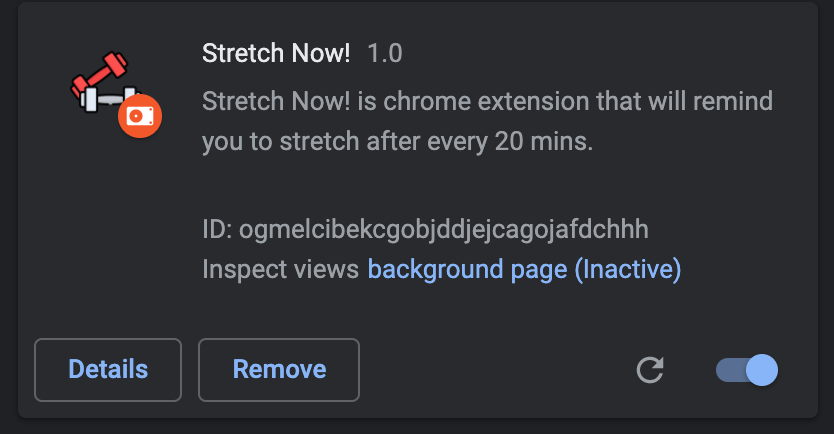 Stretch Now! 1.0
Stretch Now! is chrome extension that will remind
you to stretch after every 20 mins.
ID: ogmelcibekcgobjddjejcagojafdchhh
Inspect views background page (Inactive)
Details Remove